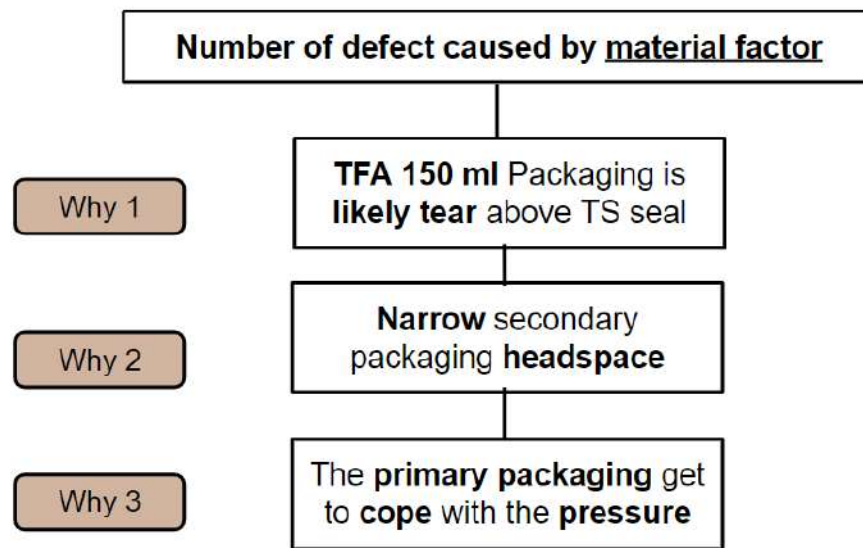 Number of defect caused by material factor
Why 1
TFA 150 ml Packaging is
likely tear above TS seal
Why 2
Narrow secondary
packaging headspace
Why 3
The primary packaging get
to cope with the pressure